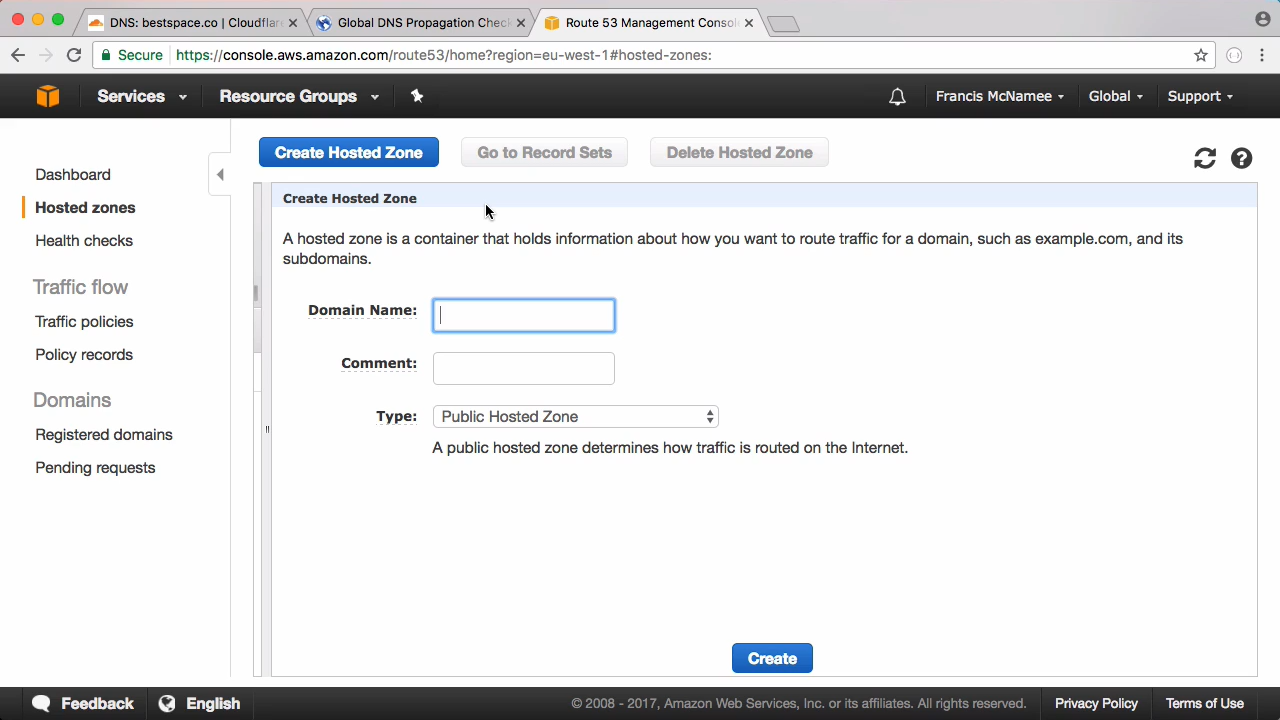 DNS: bestspace.co | Cloudflar
Global DNS Propagation Chec
Route 53 Management Consol
Secure
https://console.aws.amazon.com/route53/home?region=eu-west-1#hosted-zones:
Services
Resource Groups
Francis McNamee
Global
Support
Create Hosted Zone
Go to Record Sets
Delete Hosted Zone
Dashboard
Hosted zones
Health checks
Traffic flow
Traffic policies
Policy records
Domains
Registered domains
Pending requests
Create Hosted Zone
A hosted zone is a container that holds information about how you want to route traffic for a domain, such as example.com, and its
subdomains.
Domain Name:
Comment:
Type:
Public Hosted Zone
A public hosted zone determines how traffic is routed on the Internet.
Create
Feedback
English
© 2008 - 2017, Amazon Web Services, Inc. or its affiliates. All rights reserved.
Privacy Policy
Terms of Use